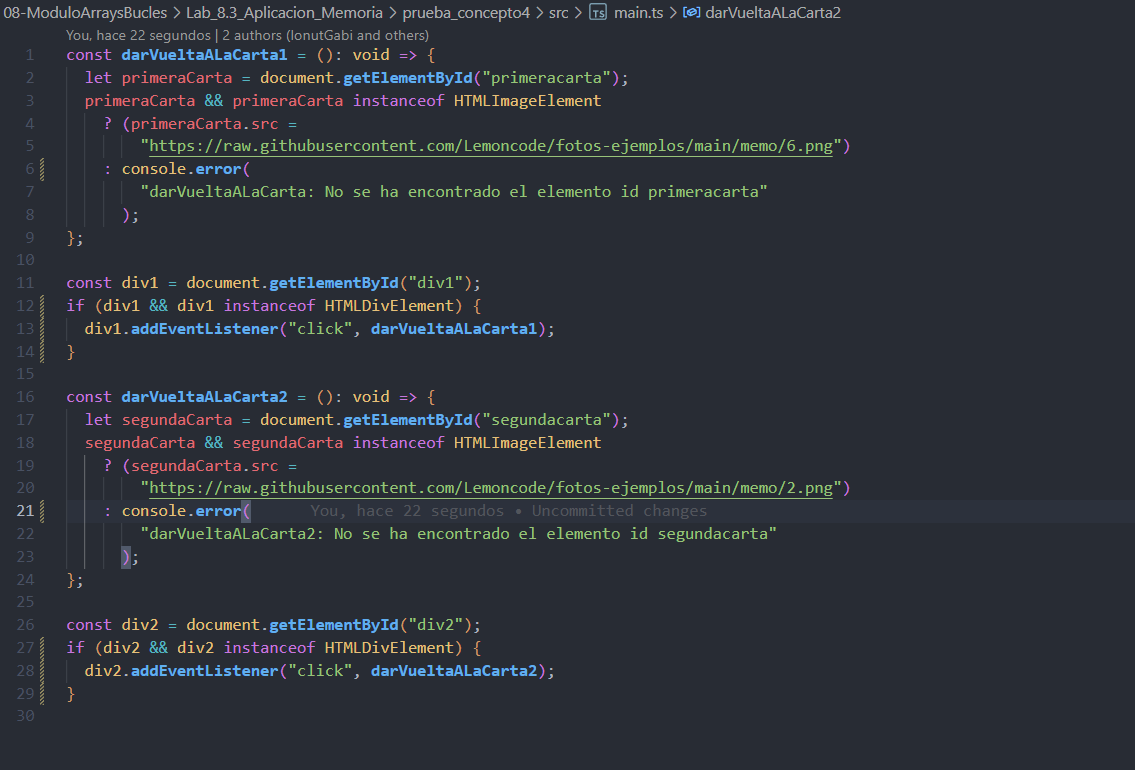 08-ModuloArraysBucles > Lab_8.3_Aplicacion_Memoria > prueba_concepto4 > src > TS main.ts > darVueltaALaCarta2
You, hace 22 segundos | 2 authors (IonutGabi and others)
1 const darVueltaALaCarta1 = (): void => {
2 let primeraCarta = document.getElementById("primeracarta");
3 primeraCarta && primeraCarta instanceof HTMLImageElement
4 ? (primeraCarta.src =
5 "https://raw.githubusercontent.com/Lemoncode/fotos-ejemplos/main/memo/6.png")
6 : console.error(
7 "darVueltaALaCarta: No se ha encontrado el elemento id primeracarta"
8 );
9 };
10
11 const div1 = document.getElementById("div1");
12 if (div1 && div1 instanceof HTMLDivElement) {
13 div1.addEventListener("click", darVueltaALaCarta1);
14 }
15
16 const darVueltaALaCarta2 = (): void => {
17 let segundaCarta = document.getElementById("segundacarta");
18 segundaCarta && segundaCarta instanceof HTMLImageElement
19 ? (segundaCarta.src =
20 "https://raw.githubusercontent.com/Lemoncode/fotos-ejemplos/main/memo/2.png")
21 : console.error( You, hace 22 segundos • Uncommitted changes
22 "darVueltaALaCarta2: No se ha encontrado el elemento id segundacarta"
23 );
24 };
25
26 const div2 = document.getElementById("div2");
27 if (div2 && div2 instanceof HTMLDivElement) {
28 div2.addEventListener("click", darVueltaALaCarta2);
29 }
30